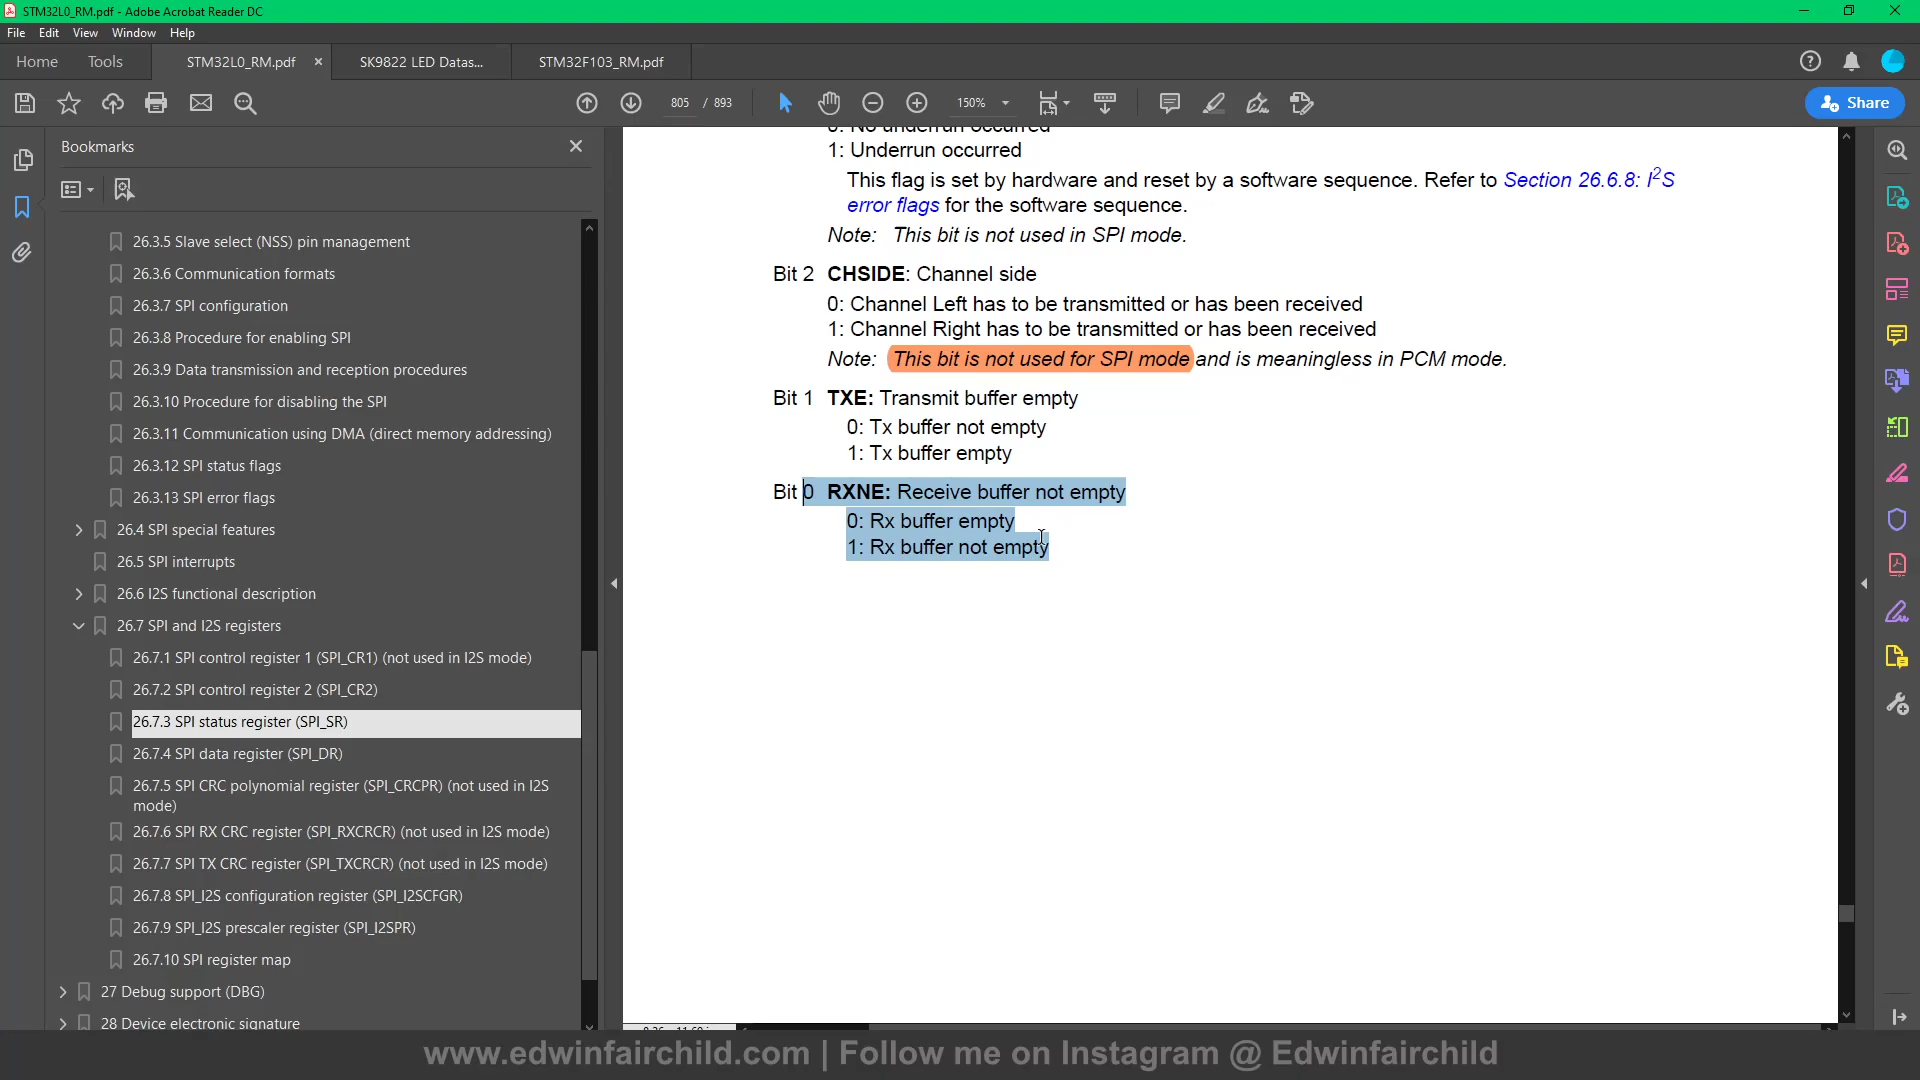 STM32L0_RM.pdf - Adobe Acrobat Reader DC
File Edit View Window Help
Home Tools STM32L0_RM.pdf × SK9822 LED Datas... STM32F103_RM.pdf
805 / 893 150% Share
Bookmarks
26.3.5 Slave select (NSS) pin management
26.3.6 Communication formats
26.3.7 SPI configuration
26.3.8 Procedure for enabling SPI
26.3.9 Data transmission and reception procedures
26.3.10 Procedure for disabling the SPI
26.3.11 Communication using DMA (direct memory addressing)
26.3.12 SPI status flags
26.3.13 SPI error flags
26.4 SPI special features
26.5 SPI interrupts
26.6 I2S functional description
26.7 SPI and I2S registers
26.7.1 SPI control register 1 (SPI_CR1) (not used in I2S mode)
26.7.2 SPI control register 2 (SPI_CR2)
26.7.3 SPI status register (SPI_SR)
26.7.4 SPI data register (SPI_DR)
26.7.5 SPI CRC polynomial register (SPI_CRCPR) (not used in I2S
mode)
26.7.6 SPI RX CRC register (SPI_RXCRCR) (not used in I2S mode)
26.7.7 SPI TX CRC register (SPI_TXCRCR) (not used in I2S mode)
26.7.8 SPI_I2S configuration register (SPI_I2SCFGR)
26.7.9 SPI_I2S prescaler register (SPI_I2SPR)
26.7.10 SPI register map
27 Debug support (DBG)
28 Device electronic signature
0: No underrun occurred
1: Underrun occurred
This flag is set by hardware and reset by a software sequence. Refer to Section 26.6.8: I2S
error flags for the software sequence.
Note: This bit is not used in SPI mode.
Bit 2 CHSIDE: Channel side
0: Channel Left has to be transmitted or has been received
1: Channel Right has to be transmitted or has been received
Note: This bit is not used for SPI mode and is meaningless in PCM mode.
Bit 1 TXE: Transmit buffer empty
0: Tx buffer not empty
1: Tx buffer empty
Bit 0 RXNE: Receive buffer not empty
0: Rx buffer empty
1: Rx buffer not empty
www.edwinfairchild.com | Follow me on Instagram @ Edwinfairchild